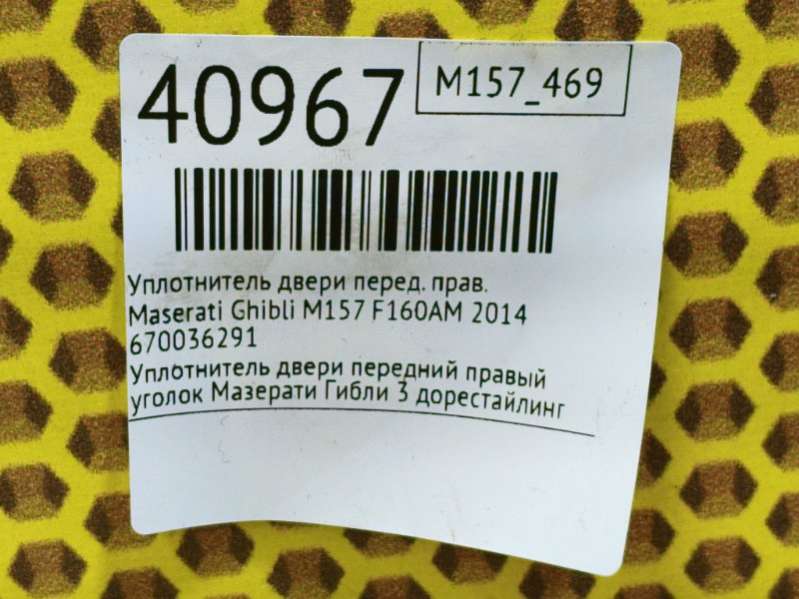 40967
M157_469
Уплотнитель двери перед. прав.
Maserati Ghibli M157 F160AM 2014
670036291
Уплотнитель двери передний правый
уголок Мазерати Гибли 3 дорестайлинг